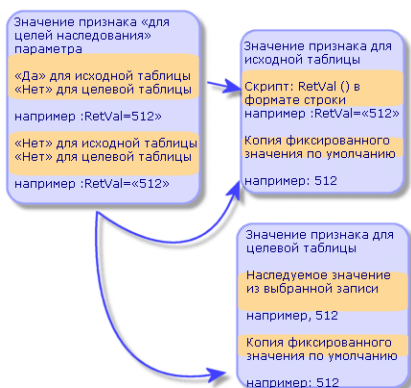 Значение признака «для
целей наследования»
параметра
«Да» для исходной таблицы
«Нет» для целевой таблицы
например :RetVal=512»
«Нет» для исходной таблицы
«Нет» для целевой таблицы
например :RetVal=«512»
Значение признака для
исходной таблицы
Скрипт: RetVal () в
формате строки
например :RetVal=«512»
Копия фиксированного
значения по умолчанию
например: 512
Значение признака для
целевой таблицы
Наследуемое значение
из выбранной записи
например, 512
Копия фиксированного
значения по умолчанию
например: 512